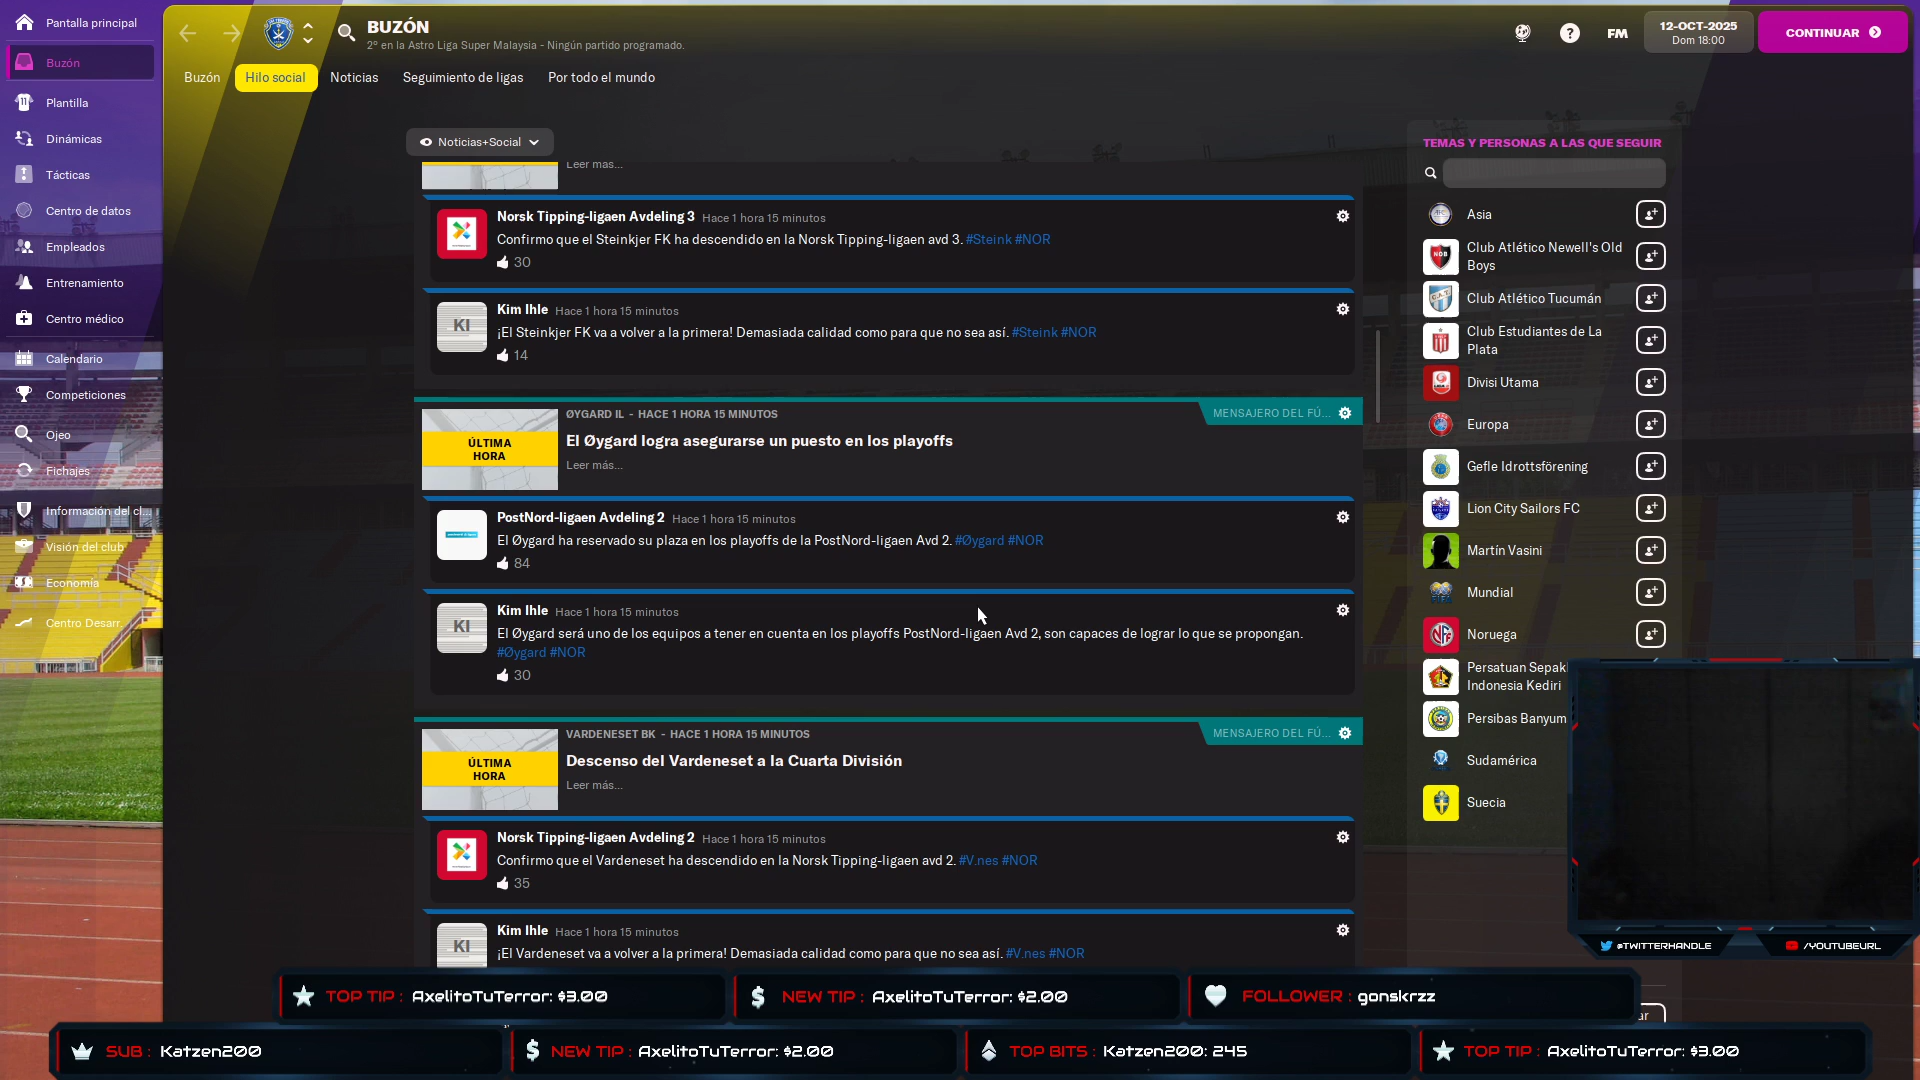 Pantalla principal
Buzón
Plantilla
Dinámicas
Tácticas
Centro de datos
Empleados
Entrenamiento
Centro médico
Calendario
Competiciones
Ojeo
Fichajes
Información del cl...
Visión del club
Economía
Centro Desarr.
BUZÓN
2º en la Astro Liga Super Malaysia - Ningún partido programado.
FM
12-OCT-2025
Dom 18:00
CONTINUAR
Buzón
Hilo social
Noticias
Seguimiento de ligas
Por todo el mundo
Noticias+Social
Leer más...
Norsk Tipping-ligaen Avdeling 3 Hace 1 hora 15 minutos
Confirmo que el Steinkjer FK ha descendido en la Norsk Tipping-ligaen avd 3. #Steink #NOR
30
KI
Kim Ihle Hace 1 hora 15 minutos
¡El Steinkjer FK va a volver a la primera! Demasiada calidad como para que no sea así. #Steink #NOR
14
ÚLTIMA
HORA
ØYGARD IL - HACE 1 HORA 15 MINUTOS
MENSAJERO DEL FÚ...
El Øygard logra asegurarse un puesto en los playoffs
Leer más...
PostNord-ligaen Avdeling 2 Hace 1 hora 15 minutos
El Øygard ha reservado su plaza en los playoffs de la PostNord-ligaen Avd 2. #Øygard #NOR
84
KI
Kim Ihle Hace 1 hora 15 minutos
El Øygard será uno de los equipos a tener en cuenta en los playoffs PostNord-ligaen Avd 2, son capaces de lograr lo que se propongan.
#Øygard #NOR
30
ÚLTIMA
HORA
VARDENESET BK - HACE 1 HORA 15 MINUTOS
MENSAJERO DEL FÚ...
Descenso del Vardeneset a la Cuarta División
Leer más...
Norsk Tipping-ligaen Avdeling 2 Hace 1 hora 15 minutos
Confirmo que el Vardeneset ha descendido en la Norsk Tipping-ligaen avd 2. #V.nes #NOR
35
KI
Kim Ihle Hace 1 hora 15 minutos
¡El Vardeneset va a volver a la primera! Demasiada calidad como para que no sea así. #V.nes #NOR
TEMAS Y PERSONAS A LAS QUE SEGUIR
Asia
Club Atlético Newell's Old
Boys
Club Atlético Tucumán
Club Estudiantes de La
Plata
Divisi Utama
Europa
Gefle Idrottsförening
Lion City Sailors FC
Martín Vasini
Mundial
Noruega
Persatuan Sepak
Indonesia Kediri
Persibas Banyum
Sudamérica
Suecia
@TWITTERHANDLE
/YOUTUBEURL
ar
TOP TIP : AxelitoTuTerror: $3.00
NEW TIP : AxelitoTuTerror: $2.00
FOLLOWER : gonskrzz
SUB : Katzen200
NEW TIP : AxelitoTuTerror: $2.00
TOP BITS : Katzen200: 245
TOP TIP : AxelitoTuTerror: $3.00